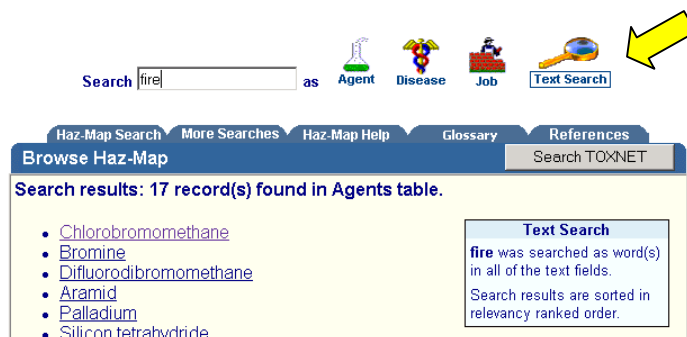 Search fire as Agent Disease Job Text Search
Haz-Map Search More Searches Haz-Map Help Glossary References
Browse Haz-Map Search TOXNET
Search results: 17 record(s) found in Agents table.
• Chlorobromomethane
• Bromine
• Difluorodibromomethane
• Aramid
• Palladium
• Silicon tetrahydride
Text Search
fire was searched as word(s)
in all of the text fields.
Search results are sorted in
relevancy ranked order.